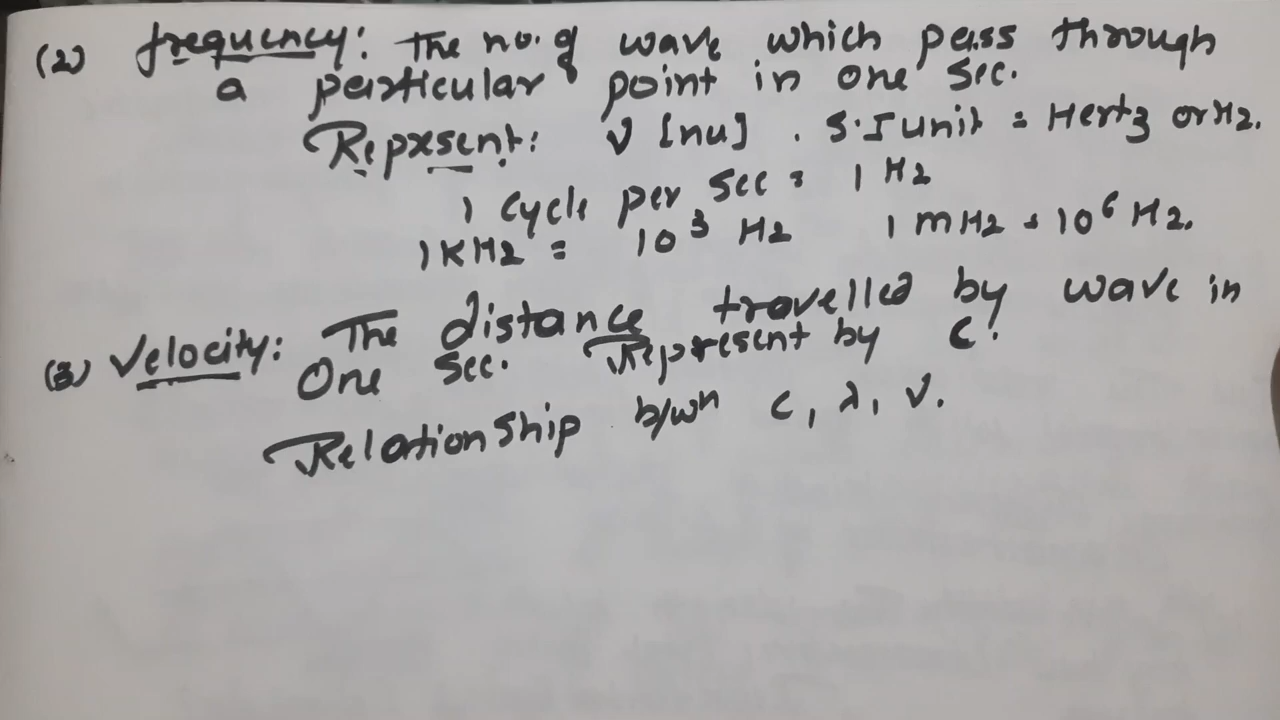 (2) frequency: The no. of wave which pass through
a particular point in one sec.
Represent: ν [nu] . S.I unit = Hertz or Hz.
1 cycle per sec = 1 Hz
1 KHz = 10³ Hz 1 mHz = 10⁶ Hz.
(3) Velocity: The distance travelled by wave in
One sec. Represent by C.
Relationship b/wn c, λ, ν.